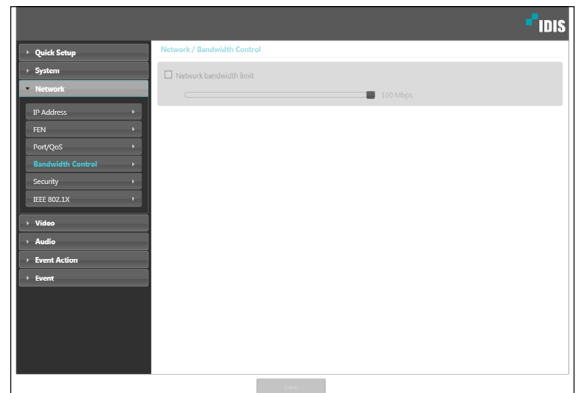 IDIS
Quick Setup
System
Network
IP Address
FEN
Port/QoS
Bandwidth Control
Security
IEEE 802.1X
Video
Audio
Event Action
Event
Network / Bandwidth Control
Network bandwidth limit
100 Mbps